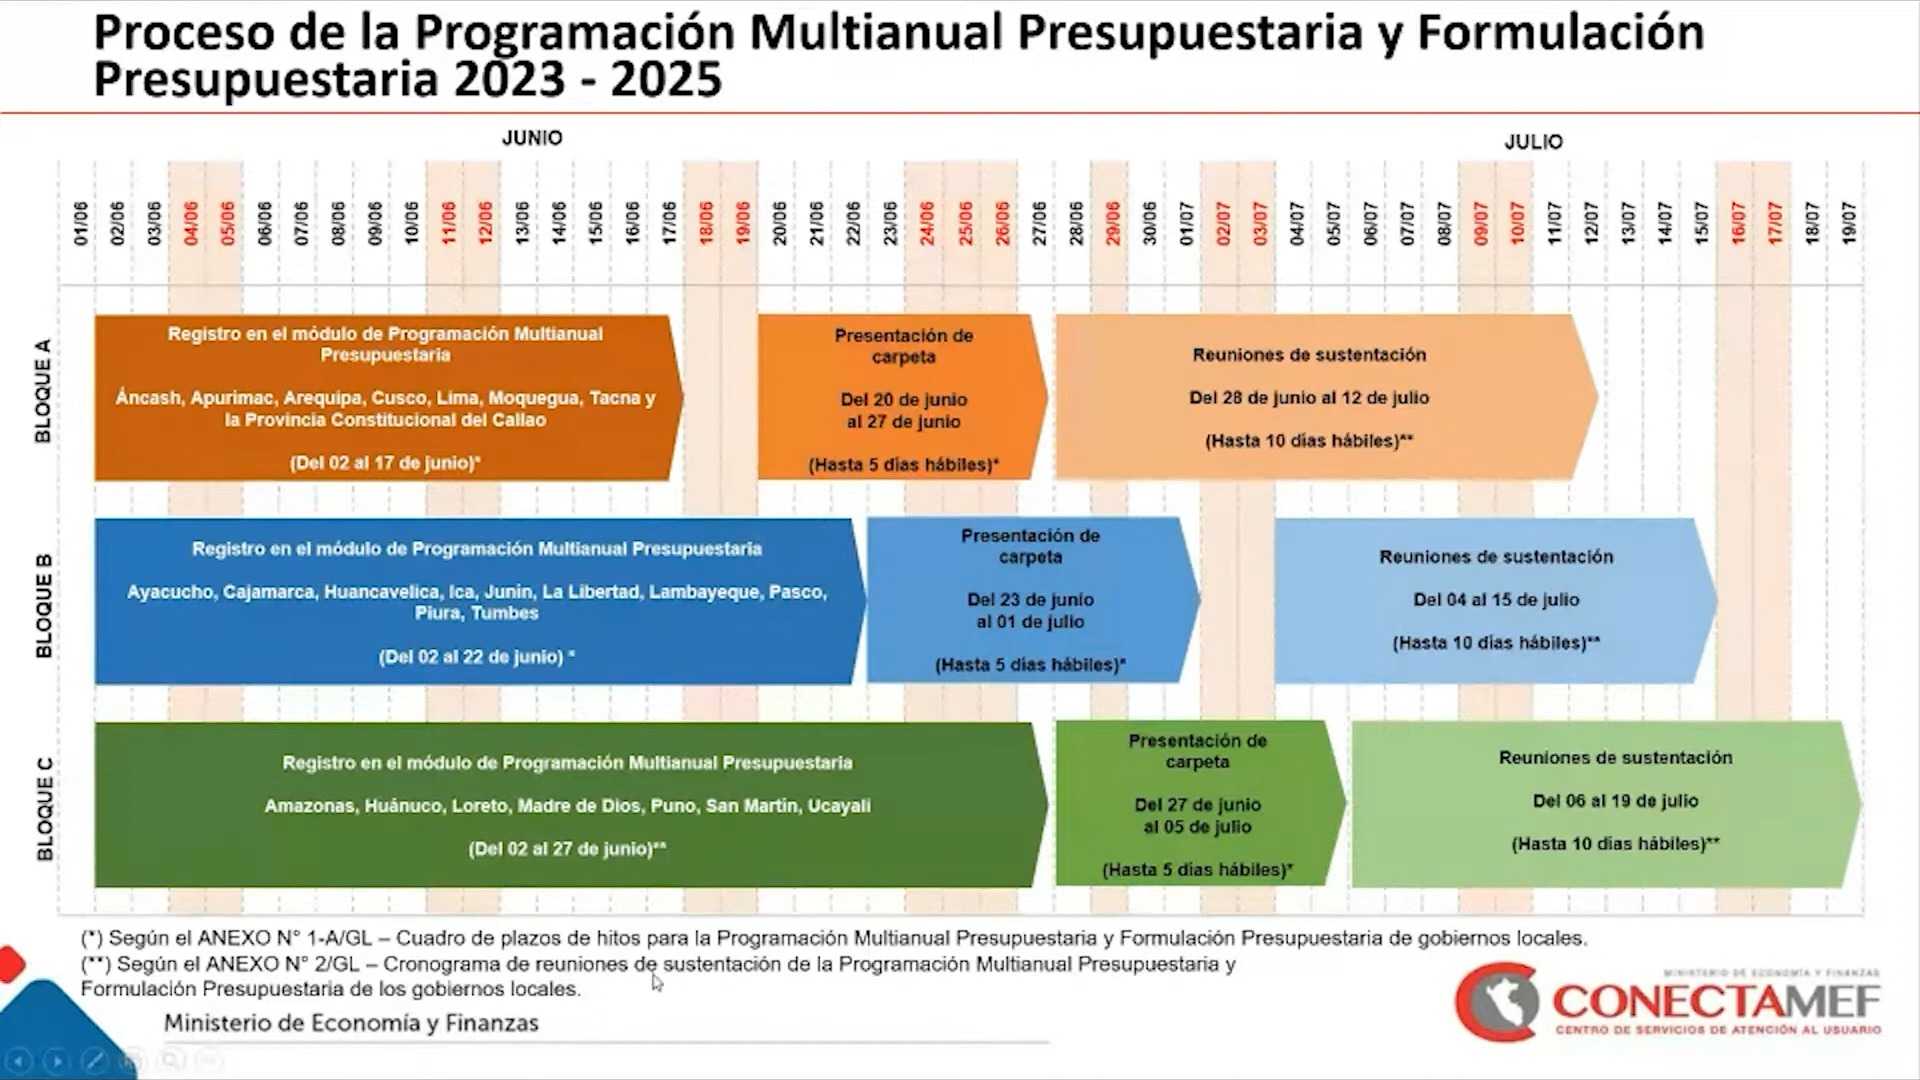 Proceso de la Programación Multianual Presupuestaria y Formulación
Presupuestaria 2023 - 2025
JUNIO
JULIO
01/06 02/06 03/06 04/06 05/06 06/06 07/06 08/06 09/06 10/06 11/06 12/06 13/06 14/06 15/06 16/06 17/06 18/06 19/06 20/06 21/06 22/06 23/06 24/06 25/06 26/06 27/06 28/06 29/06 30/06 01/07 02/07 03/07 04/07 05/07 06/07 07/07 08/07 09/07 10/07 11/07 12/07 13/07 14/07 15/07 16/07 17/07 18/07 19/07
BLOQUE A
Registro en el módulo de Programación Multianual
Presupuestaria
Áncash, Apurimac, Arequipa, Cusco, Lima, Moquegua, Tacna y
la Provincia Constitucional del Callao
(Del 02 al 17 de junio)*
Presentación de
carpeta
Del 20 de junio
al 27 de junio
(Hasta 5 días hábiles)*
Reuniones de sustentación
Del 28 de junio al 12 de julio
(Hasta 10 días hábiles)**
BLOQUE B
Registro en el módulo de Programación Multianual Presupuestaria
Ayacucho, Cajamarca, Huancavelica, Ica, Junin, La Libertad, Lambayeque, Pasco,
Piura, Tumbes
(Del 02 al 22 de junio) *
Presentación de
carpeta
Del 23 de junio
al 01 de julio
(Hasta 5 días hábiles)*
Reuniones de sustentación
Del 04 al 15 de julio
(Hasta 10 días hábiles)**
BLOQUE C
Registro en el módulo de Programación Multianual Presupuestaria
Amazonas, Huánuco, Loreto, Madre de Dios, Puno, San Martín, Ucayali
(Del 02 al 27 de junio)**
Presentación de
carpeta
Del 27 de junio
al 05 de julio
(Hasta 5 días hábiles)*
Reuniones de sustentación
Del 06 al 19 de julio
(Hasta 10 días hábiles)**
(*) Según el ANEXO N° 1-A/GL – Cuadro de plazos de hitos para la Programación Multianual Presupuestaria y Formulación Presupuestaria de gobiernos locales.
(**) Según el ANEXO N° 2/GL – Cronograma de reuniones de sustentación de la Programación Multianual Presupuestaria y
Formulación Presupuestaria de los gobiernos locales.
Ministerio de Economía y Finanzas
MINISTERIO DE ECONOMÍA Y FINANZAS
CONECTAMEF
CENTRO DE SERVICIOS DE ATENCIÓN AL USUARIO